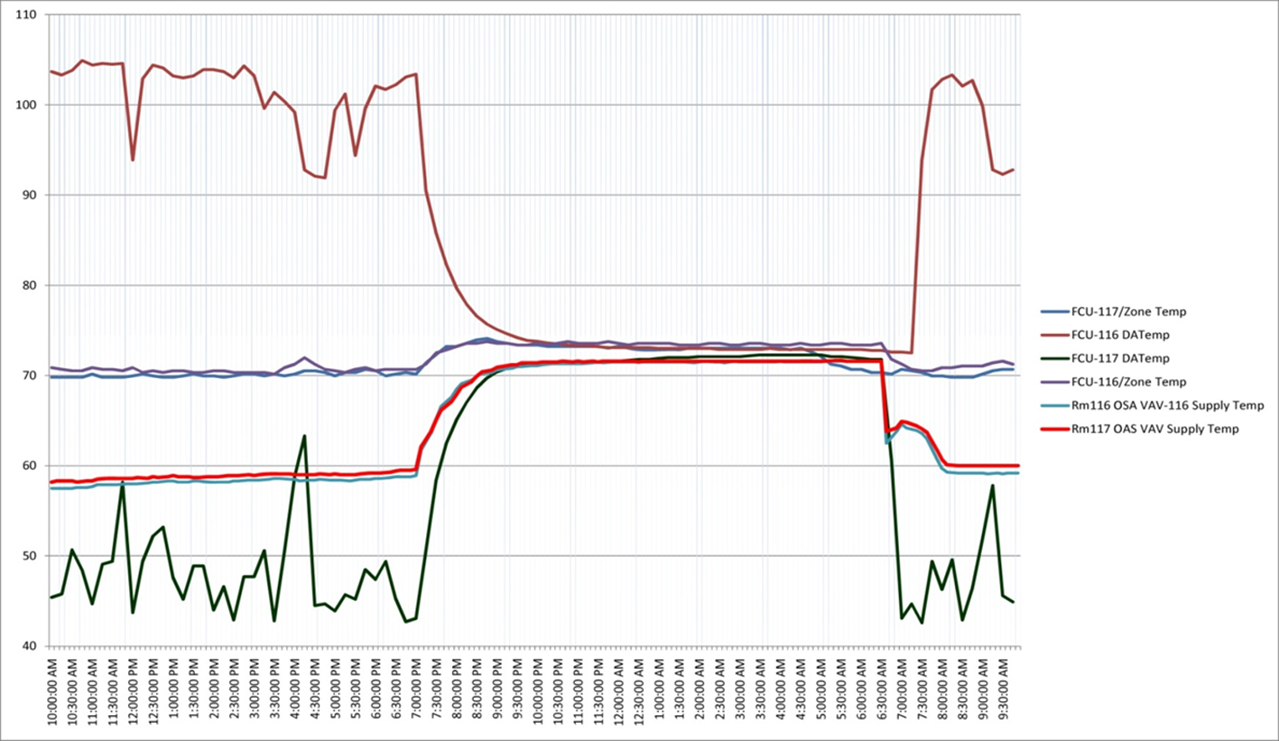 110
100
90
80
70
60
50
40
10:00:00 AM
10:30:00 AM
11:00:00 AM
11:30:00 AM
12:00:00 PM
12:30:00 PM
1:00:00 PM
1:30:00 PM
2:00:00 PM
2:30:00 PM
3:00:00 PM
3:30:00 PM
4:00:00 PM
4:30:00 PM
5:00:00 PM
5:30:00 PM
6:00:00 PM
6:30:00 PM
7:00:00 PM
7:30:00 PM
8:00:00 PM
8:30:00 PM
9:00:00 PM
9:30:00 PM
10:00:00 PM
10:30:00 PM
11:00:00 PM
11:30:00 PM
12:00:00 AM
12:30:00 AM
1:00:00 AM
1:30:00 AM
2:00:00 AM
2:30:00 AM
3:00:00 AM
3:30:00 AM
4:00:00 AM
4:30:00 AM
5:00:00 AM
5:30:00 AM
6:00:00 AM
6:30:00 AM
7:00:00 AM
7:30:00 AM
8:00:00 AM
8:30:00 AM
9:00:00 AM
9:30:00 AM
FCU-117/Zone Temp
FCU-116 DATemp
FCU-117 DATemp
FCU-116/Zone Temp
Rm116 OSA VAV-116 Supply Temp
Rm117 OAS VAV Supply Temp